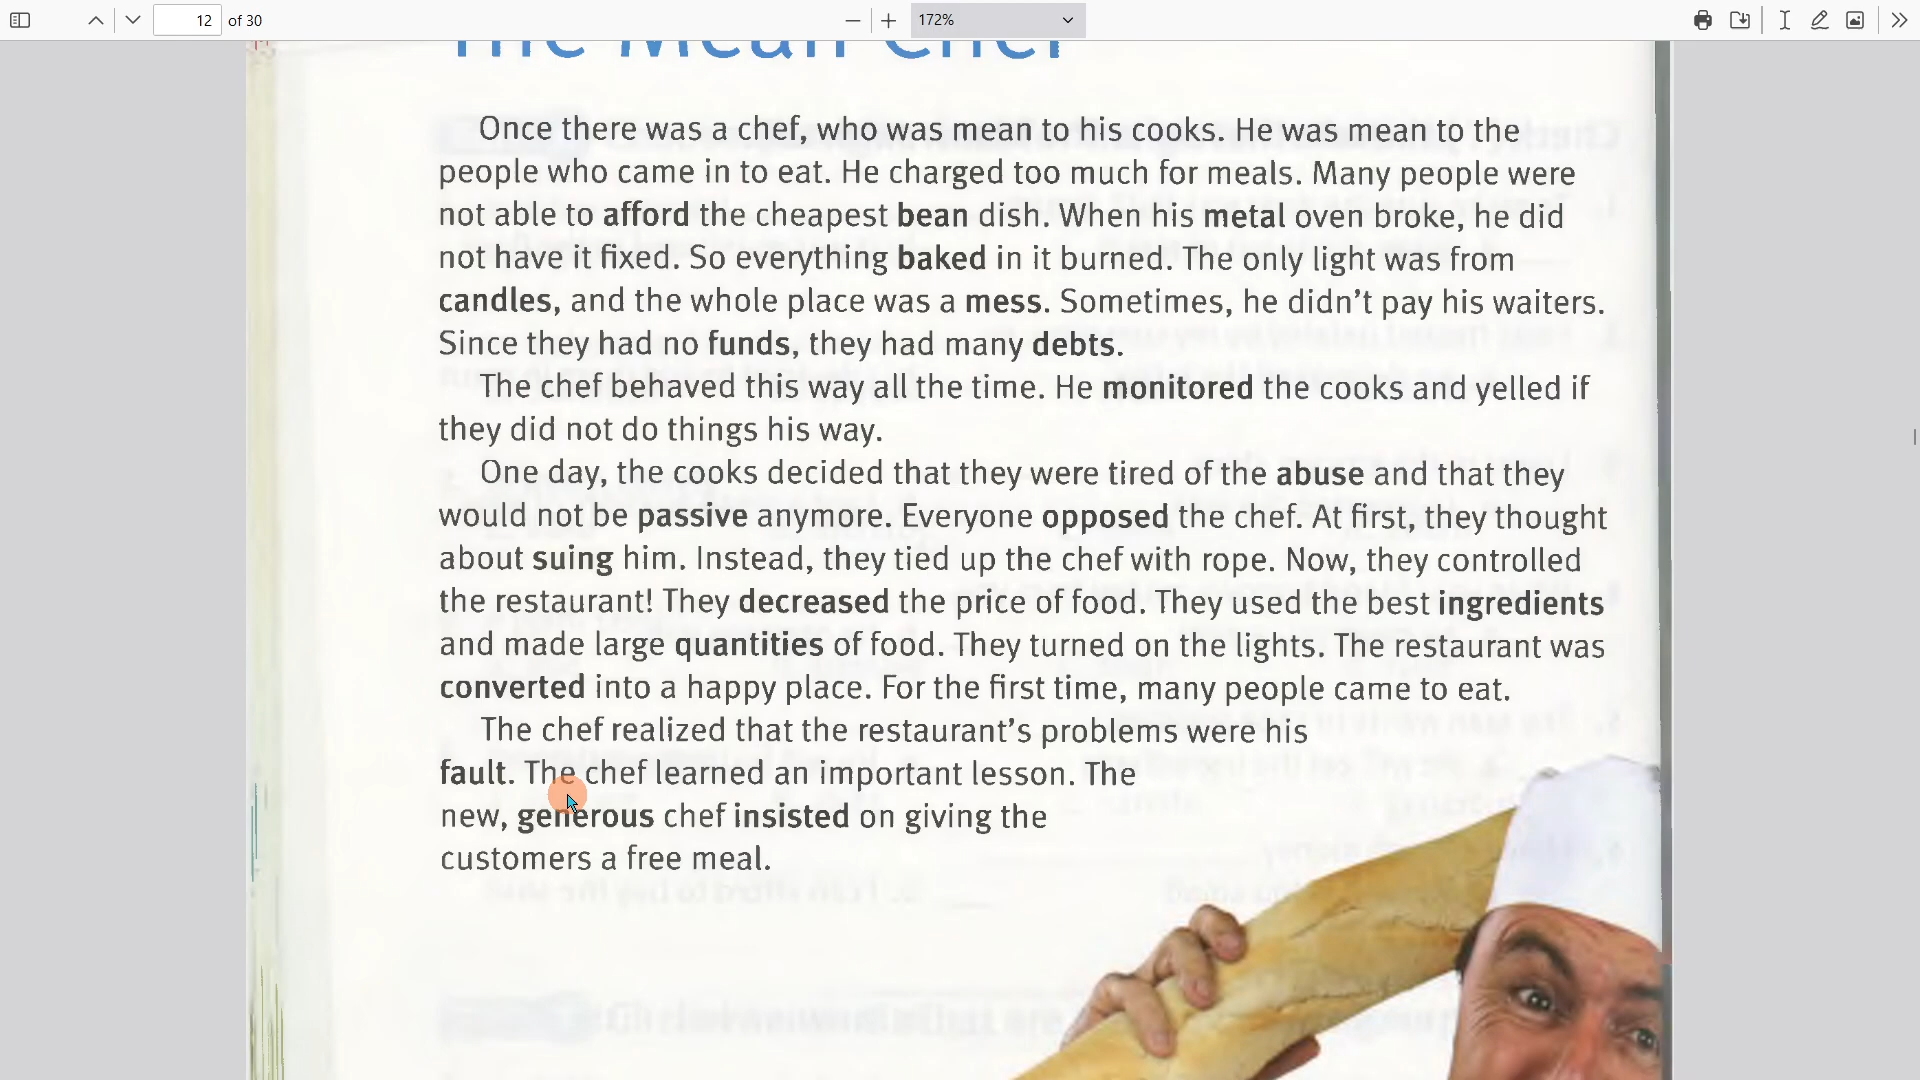 12 of 30
172%
The Mean Chef
Once there was a chef, who was mean to his cooks. He was mean to the
people who came in to eat. He charged too much for meals. Many people were
not able to afford the cheapest bean dish. When his metal oven broke, he did
not have it fixed. So everything baked in it burned. The only light was from
candles, and the whole place was a mess. Sometimes, he didn't pay his waiters.
Since they had no funds, they had many debts.
The chef behaved this way all the time. He monitored the cooks and yelled if
they did not do things his way.
One day, the cooks decided that they were tired of the abuse and that they
would not be passive anymore. Everyone opposed the chef. At first, they thought
about suing him. Instead, they tied up the chef with rope. Now, they controlled
the restaurant! They decreased the price of food. They used the best ingredients
and made large quantities of food. They turned on the lights. The restaurant was
converted into a happy place. For the first time, many people came to eat.
The chef realized that the restaurant's problems were his
fault. The chef learned an important lesson. The
new, generous chef insisted on giving the
customers a free meal.